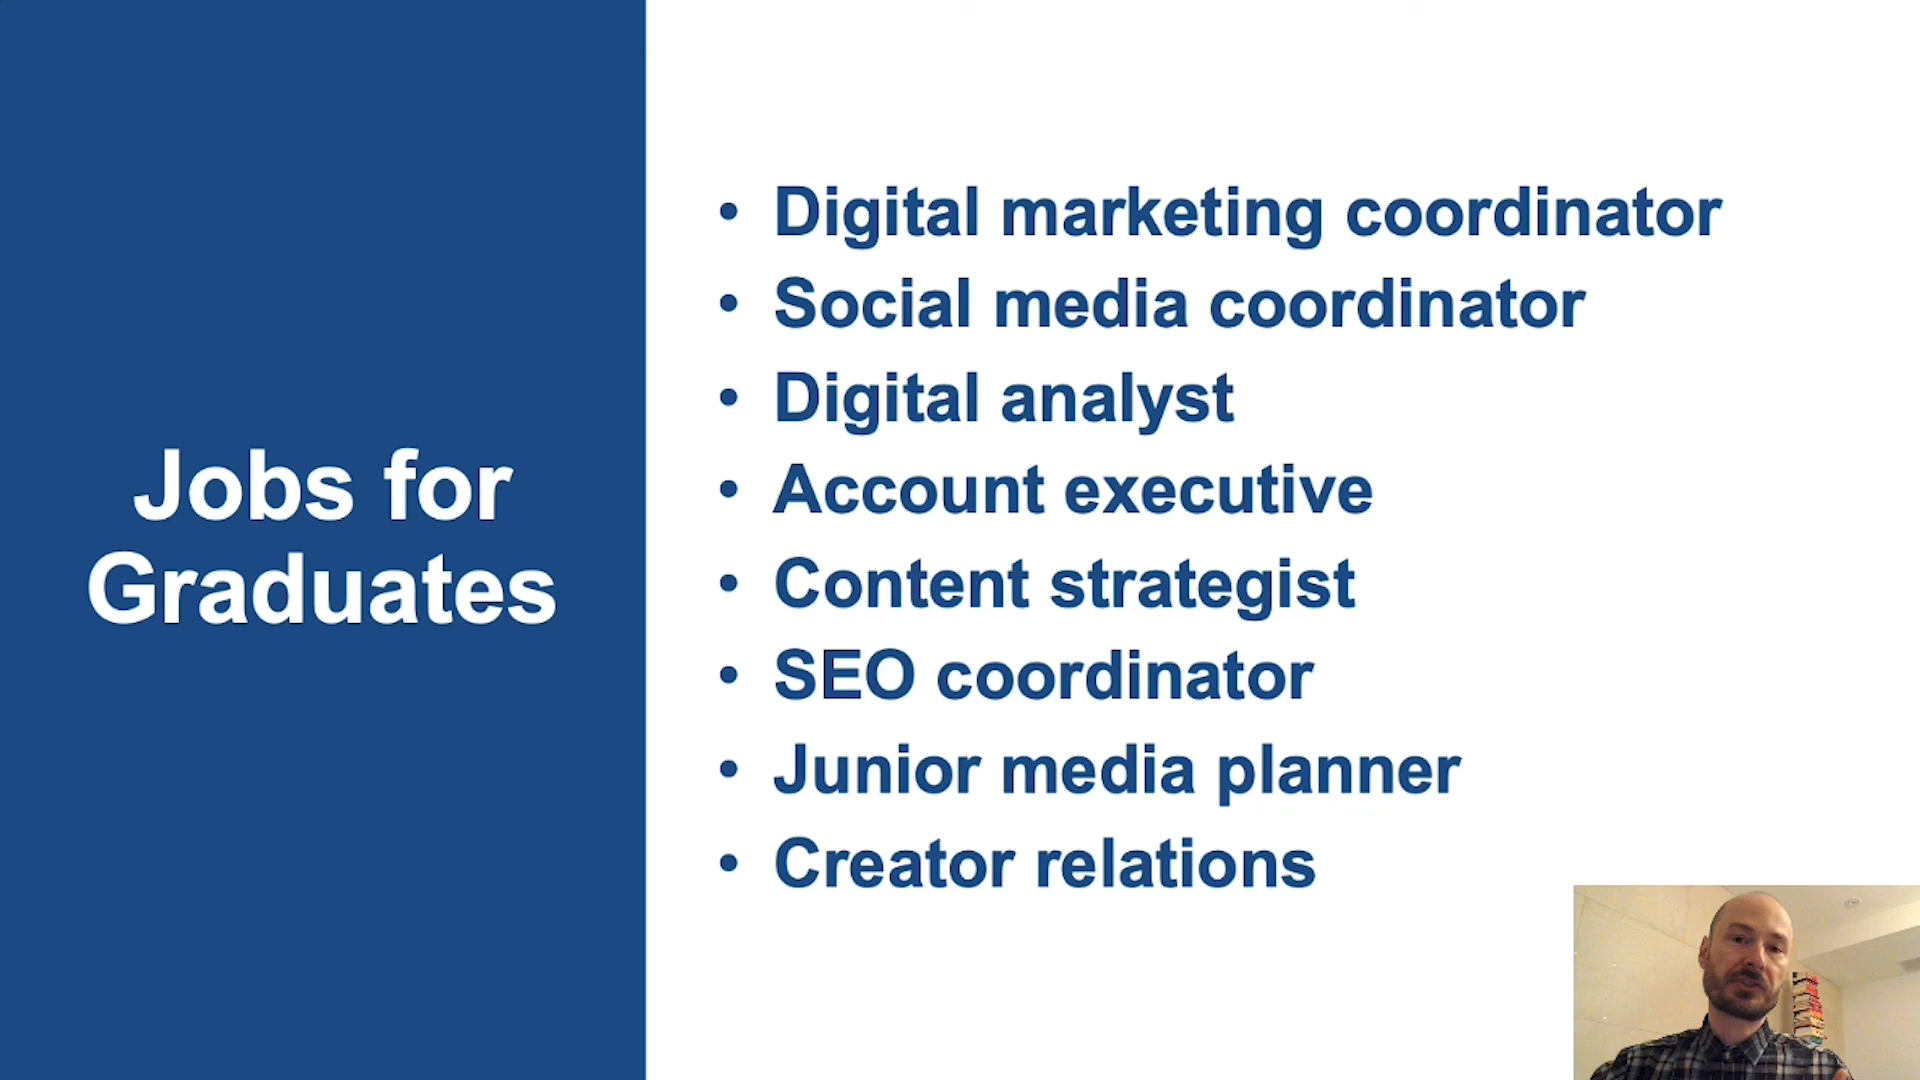 Jobs for
Graduates
• Digital marketing coordinator
• Social media coordinator
• Digital analyst
• Account executive
• Content strategist
• SEO coordinator
• Junior media planner
• Creator relations